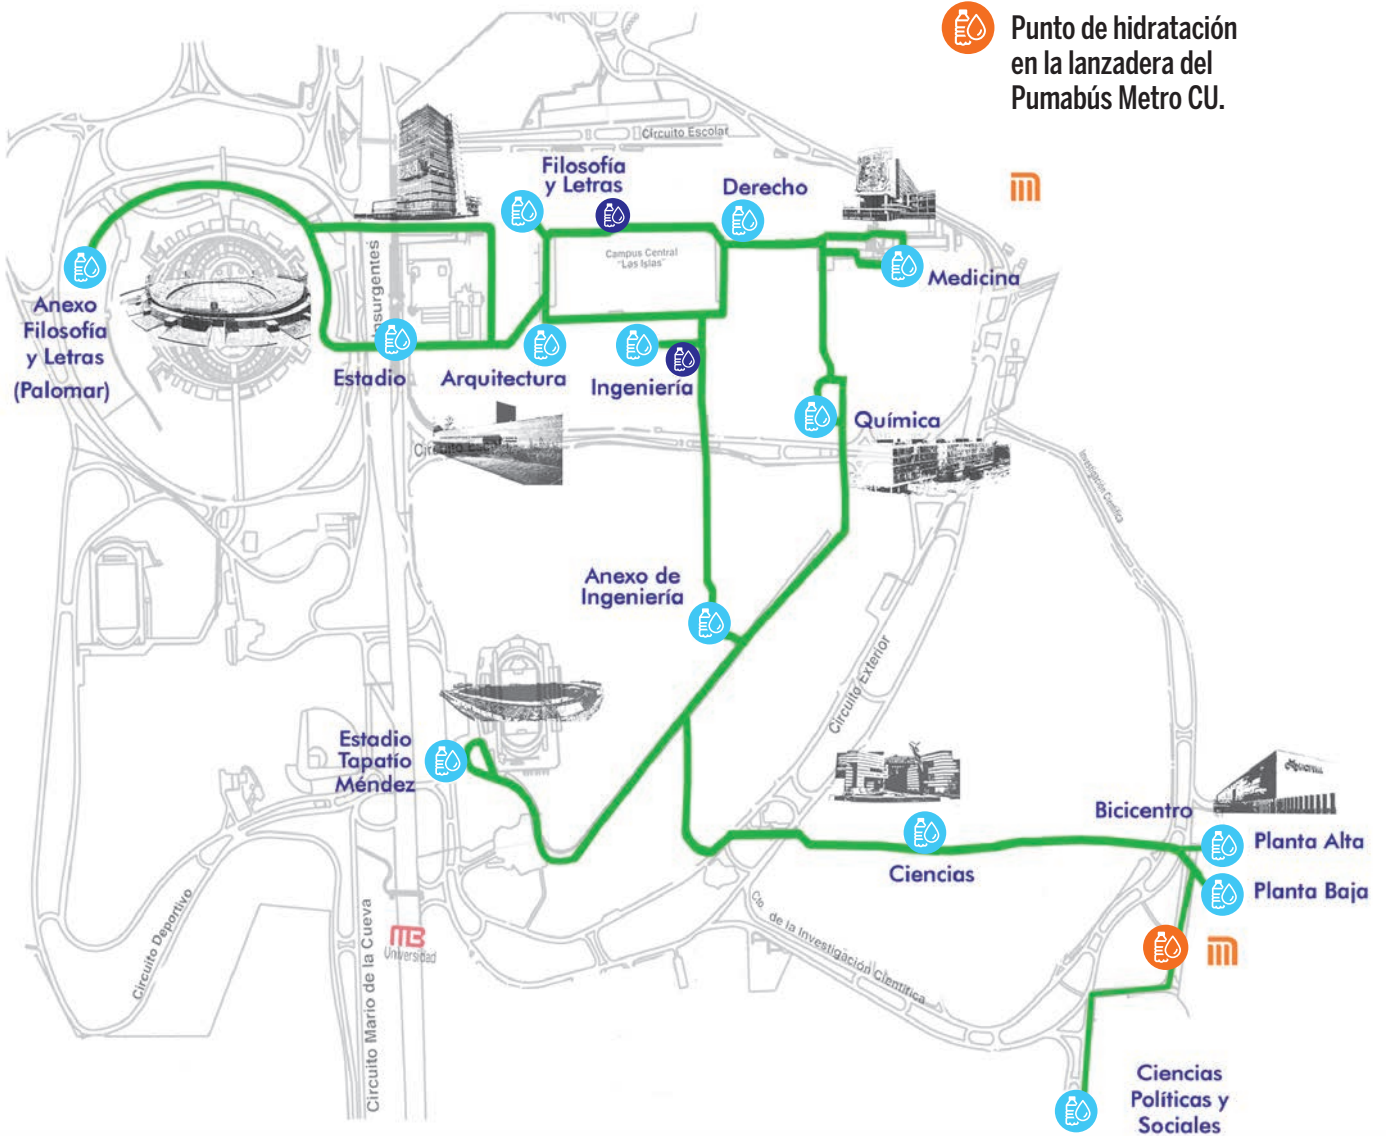 Punto de hidratación
en la lanzadera del
Pumabús Metro CU.
Circuito Escolar
Filosofía
y Letras
Derecho
Campus Central
"Las Islas"
Medicina
Insurgentes
Anexo
Filosofía
y Letras
(Palomar)
Estadio
Arquitectura
Ingeniería
Química
Circuito Escolar
Investigación Científica
Anexo de
Ingeniería
Circuito Exterior
Estadio
Tapatío
Méndez
Bicicentro
Planta Alta
Ciencias
Planta Baja
Circuito Deportivo
Circuito Mario de la Cueva
MB
Universidad
Cto. de la Investigación Científica
Ciencias
Políticas y
Sociales